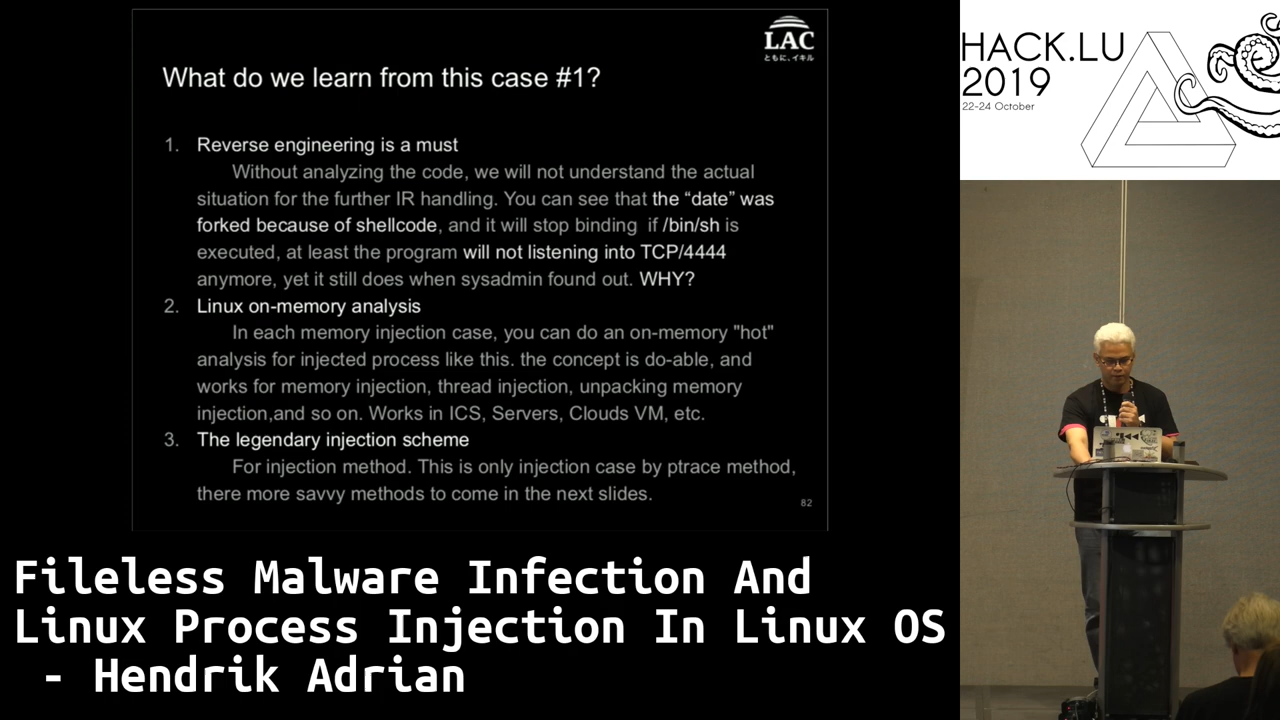 LAC
ともに、イキル
What do we learn from this case #1?
1. Reverse engineering is a must
Without analyzing the code, we will not understand the actual
situation for the further IR handling. You can see that the “date” was
forked because of shellcode, and it will stop binding if /bin/sh is
executed, at least the program will not listening into TCP/4444
anymore, yet it still does when sysadmin found out. WHY?
2. Linux on-memory analysis
In each memory injection case, you can do an on-memory "hot"
analysis for injected process like this. the concept is do-able, and
works for memory injection, thread injection, unpacking memory
injection,and so on. Works in ICS, Servers, Clouds VM, etc.
3. The legendary injection scheme
For injection method. This is only injection case by ptrace method,
there more savvy methods to come in the next slides.
82
HACK.LU
2019
22-24 October
Fileless Malware Infection And
Linux Process Injection In Linux OS
- Hendrik Adrian